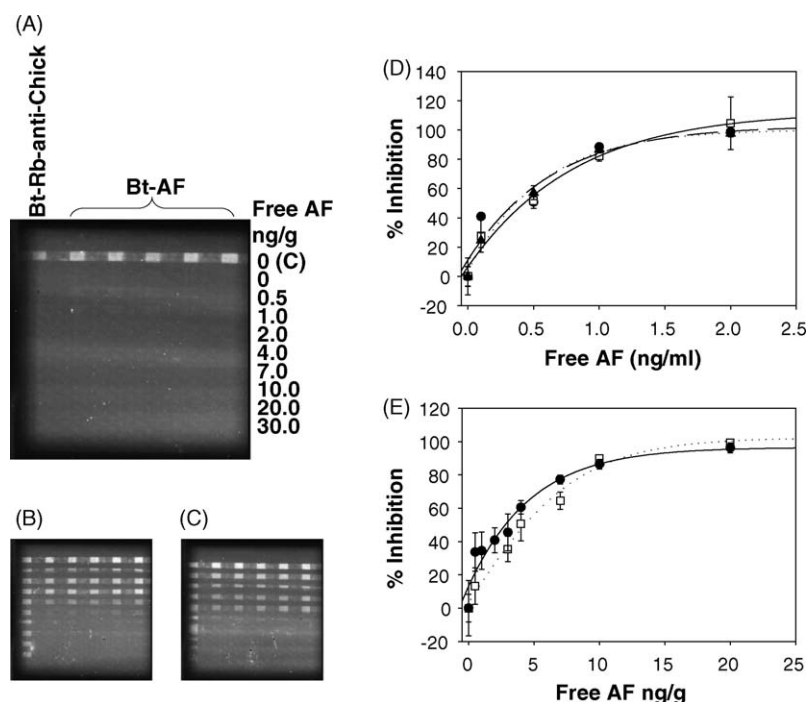 (A)
Bt-Rb-anti-Chick
Bt-AF
Free AF
ng/g
0 (C)
0
0.5
1.0
2.0
4.0
7.0
10.0
20.0
30.0
(B)
(C)
(D)
140
120
100
80
60
40
20
0
-20
% Inhibition
0.0 0.5 1.0 1.5 2.0 2.5
Free AF (ng/ml)
(E)
120
100
80
60
40
20
0
-20
% Inhibition
0 5 10 15 20 25
Free AF ng/g